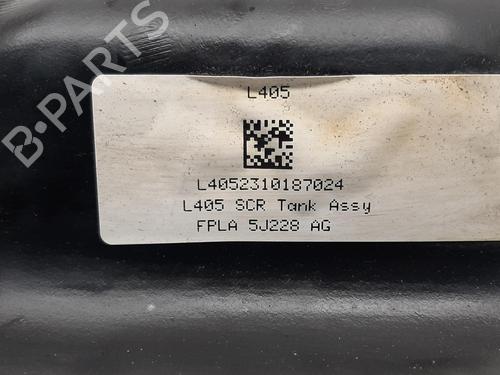 B-PARTS
L405
L4052310187024
L405 SCR Tank Assy
FPLA 5J228 AG